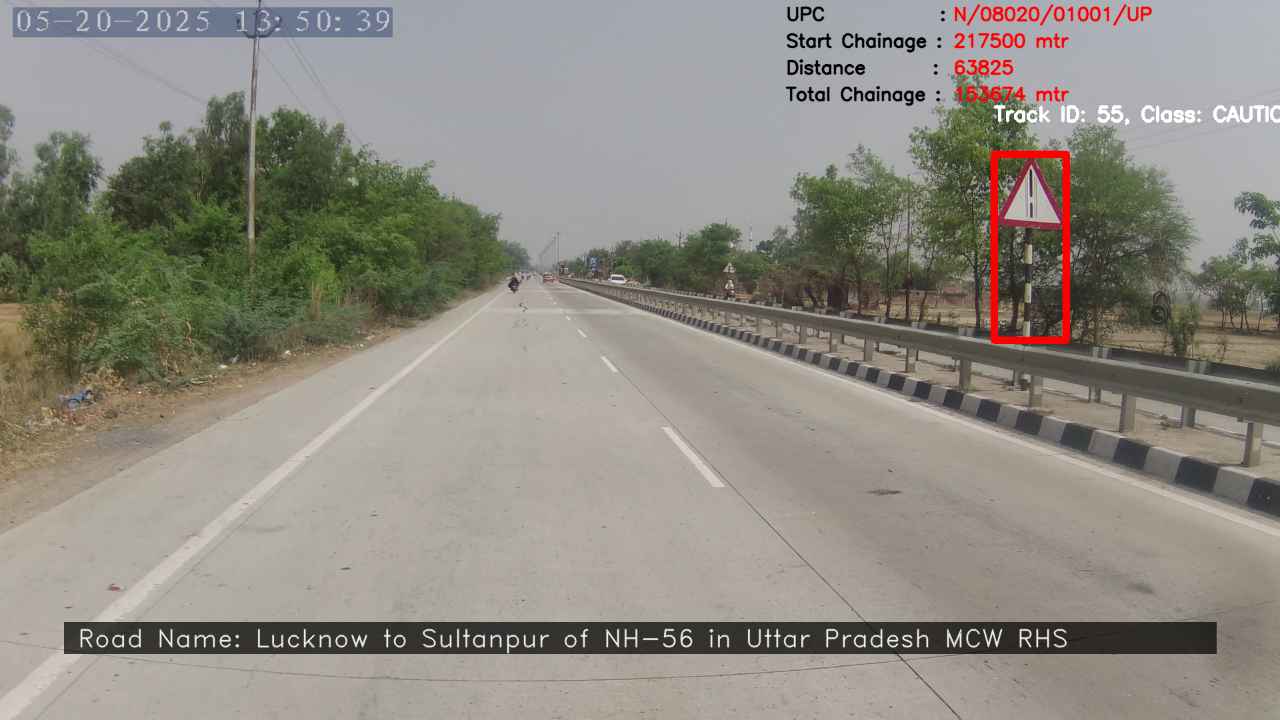 05-20-2025 13:50:39
UPC : N/08020/01001/UP
Start Chainage : 217500 mtr
Distance : 63825
Total Chainage : 153674 mtr
Track ID: 55, Class: CAUTIO
Road Name: Lucknow to Sultanpur of NH-56 in Uttar Pradesh MCW RHS